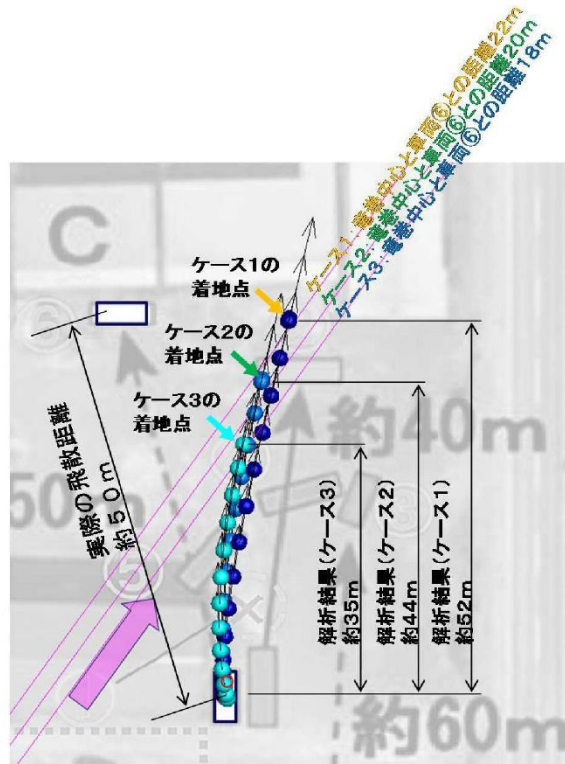 ケース1：竜巻中心と車両⑥との距離22m
ケース2：竜巻中心と車両⑥との距離20m
ケース3：竜巻中心と車両⑥との距離18m
C
ケース1の
着地点
ケース2の
着地点
ケース3の
着地点
⑥
実際の飛散距離
約50m
50m
⑤
約40m
解析結果(ケース3)
約35m
解析結果(ケース2)
約44m
解析結果(ケース1)
約52m
約60m